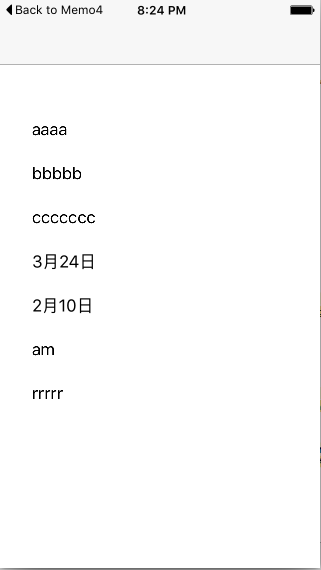 Back to Memo4 8:24 PM
aaaa
bbbbb
ccccccc
3月24日
2月10日
am
rrrrr